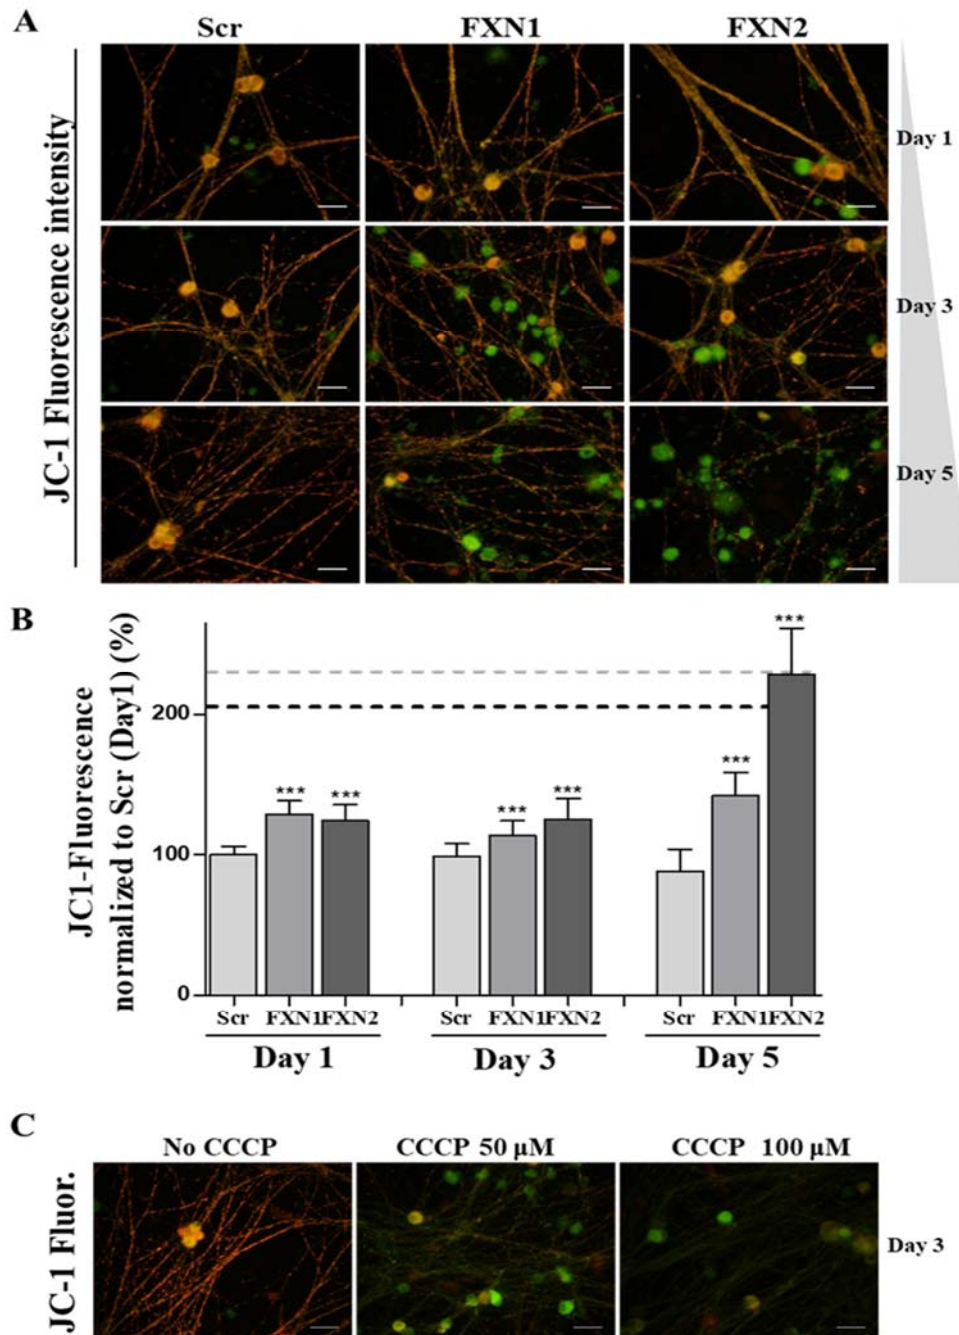 A
Scr FXN1 FXN2
JC-1 Fluorescence intensity
Day 1
Day 3
Day 5
B
JC1-Fluorescence
normalized to Scr (Day1) (%)
200
100
0
*** *** *** *** *** ***
Scr FXN1 FXN2 Scr FXN1 FXN2 Scr FXN1 FXN2
Day 1 Day 3 Day 5
C
No CCCP CCCP 50 µM CCCP 100 µM
JC-1 Fluor.
Day 3